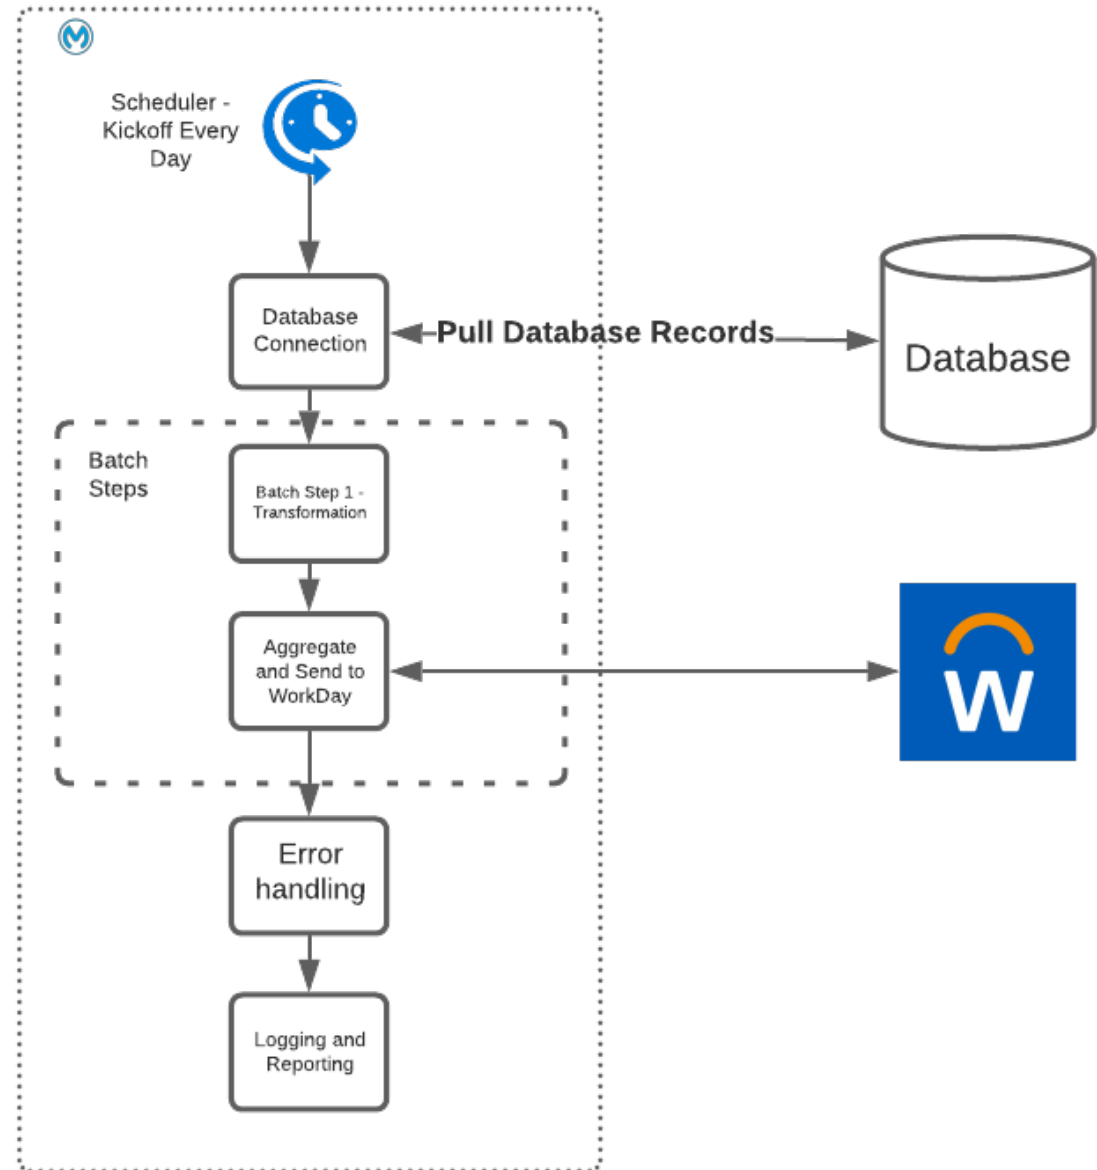 Scheduler -
Kickoff Every
Day
Database
Connection
Pull Database Records
Database
Batch
Steps
Batch Step 1 -
Transformation
Aggregate
and Send to
WorkDay
W
Error
handling
Logging and
Reporting